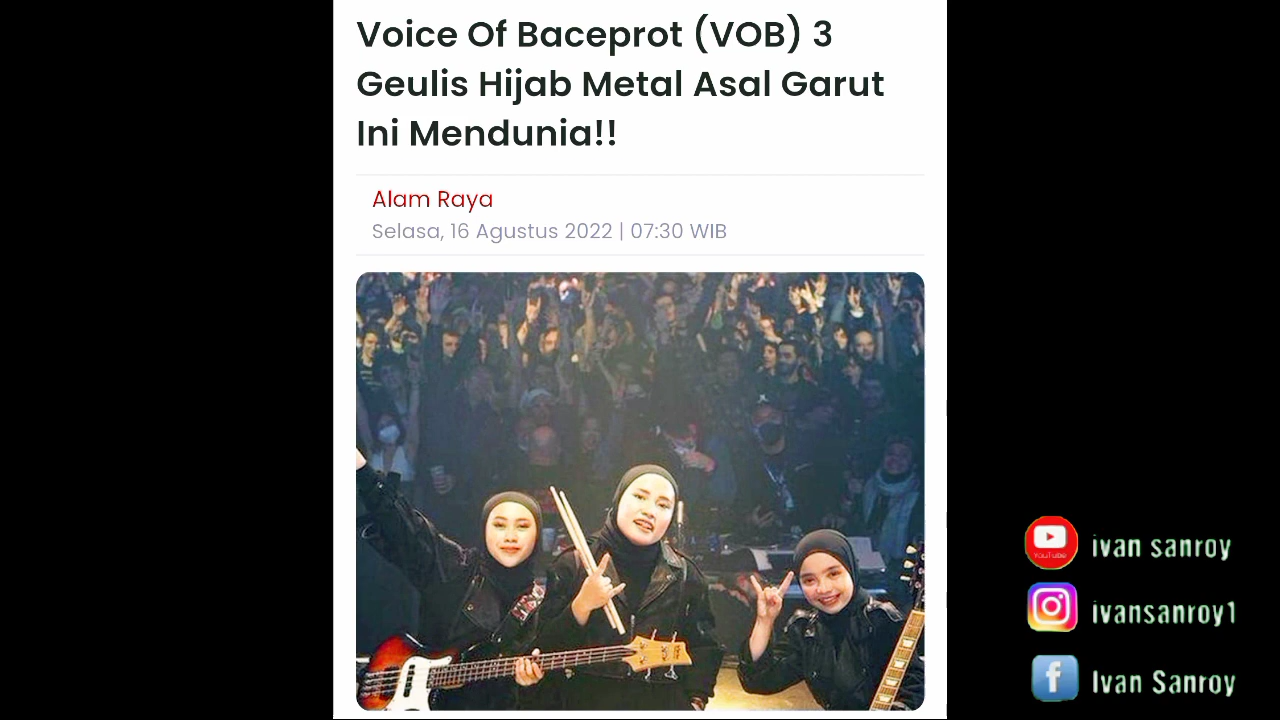 Voice Of Baceprot (VOB) 3
Geulis Hijab Metal Asal Garut
Ini Mendunia!!
Alam Raya
Selasa, 16 Agustus 2022 | 07:30 WIB
YouTube
ivan sanroy
ivansanroy1
f
Ivan Sanroy